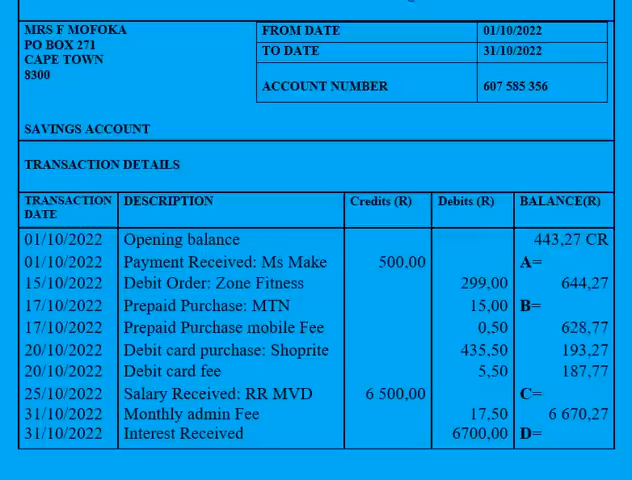 MRS F MOFOKA
PO BOX 271
CAPE TOWN
8300
FROM DATE 01/10/2022
TO DATE 31/10/2022
ACCOUNT NUMBER 607 585 356
SAVINGS ACCOUNT
TRANSACTION DETAILS
TRANSACTION DATE DESCRIPTION Credits (R) Debits (R) BALANCE(R)
01/10/2022 Opening balance 443,27 CR
01/10/2022 Payment Received: Ms Make 500,00 A=
15/10/2022 Debit Order: Zone Fitness 299,00 644,27
17/10/2022 Prepaid Purchase: MTN 15,00 B=
17/10/2022 Prepaid Purchase mobile Fee 0,50 628,77
20/10/2022 Debit card purchase: Shoprite 435,50 193,27
20/10/2022 Debit card fee 5,50 187,77
25/10/2022 Salary Received: RR MVD 6 500,00 C=
31/10/2022 Monthly admin Fee 17,50 6 670,27
31/10/2022 Interest Received 6700,00 D=